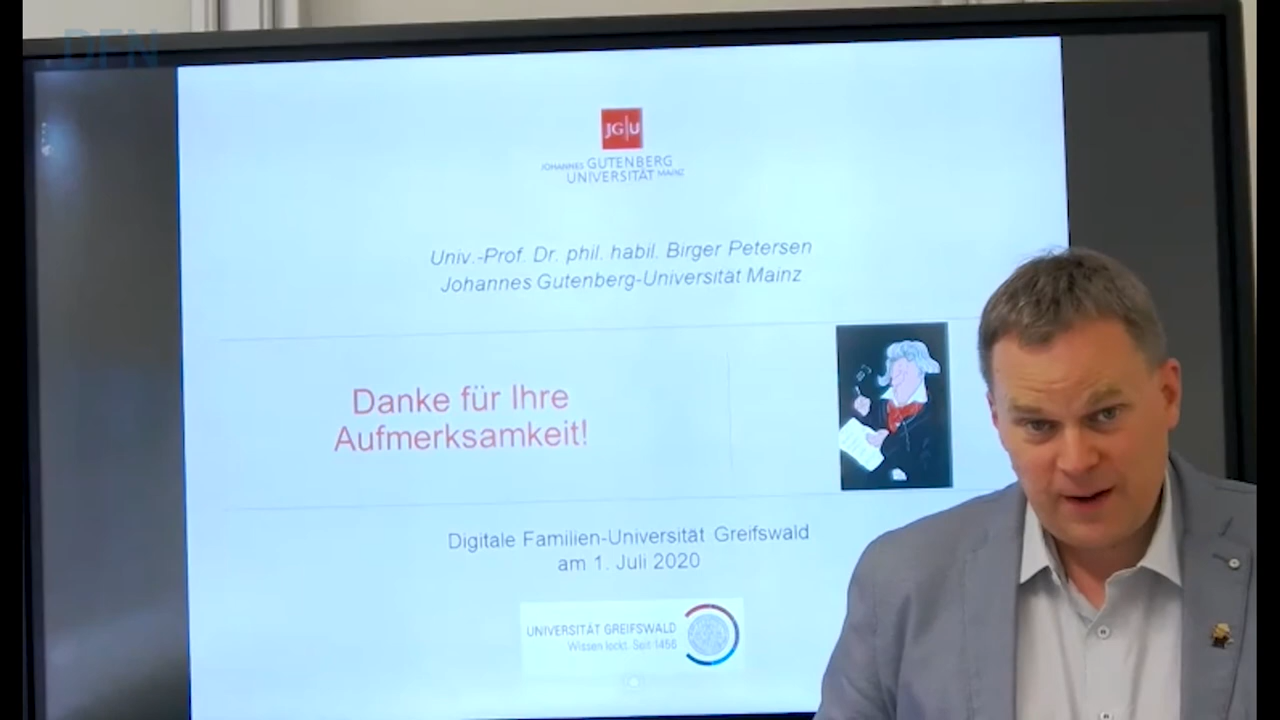 DFN
JG|U
JOHANNES GUTENBERG
UNIVERSITÄT MAINZ
Univ.-Prof. Dr. phil. habil. Birger Petersen
Johannes Gutenberg-Universität Mainz
Danke für Ihre
Aufmerksamkeit!
Digitale Familien-Universität Greifswald
am 1. Juli 2020
UNIVERSITÄT GREIFSWALD
Wissen lockt. Seit 1456